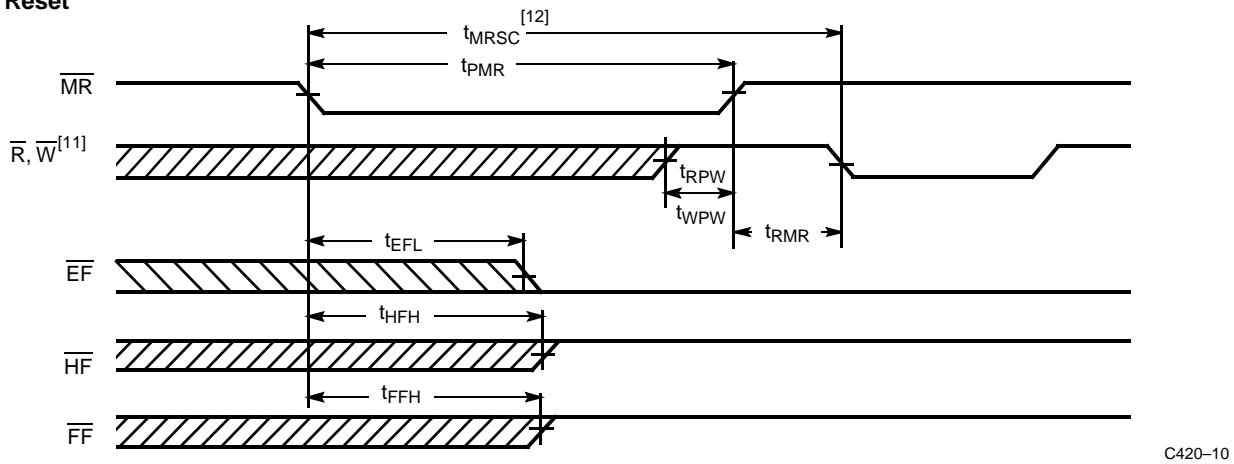 Reset
tMRSC[12]
tPMR
MR
R, W[11]
tRPW
tWPW
tRMR
tEFL
EF
tHFH
HF
tFFH
FF
C420–10